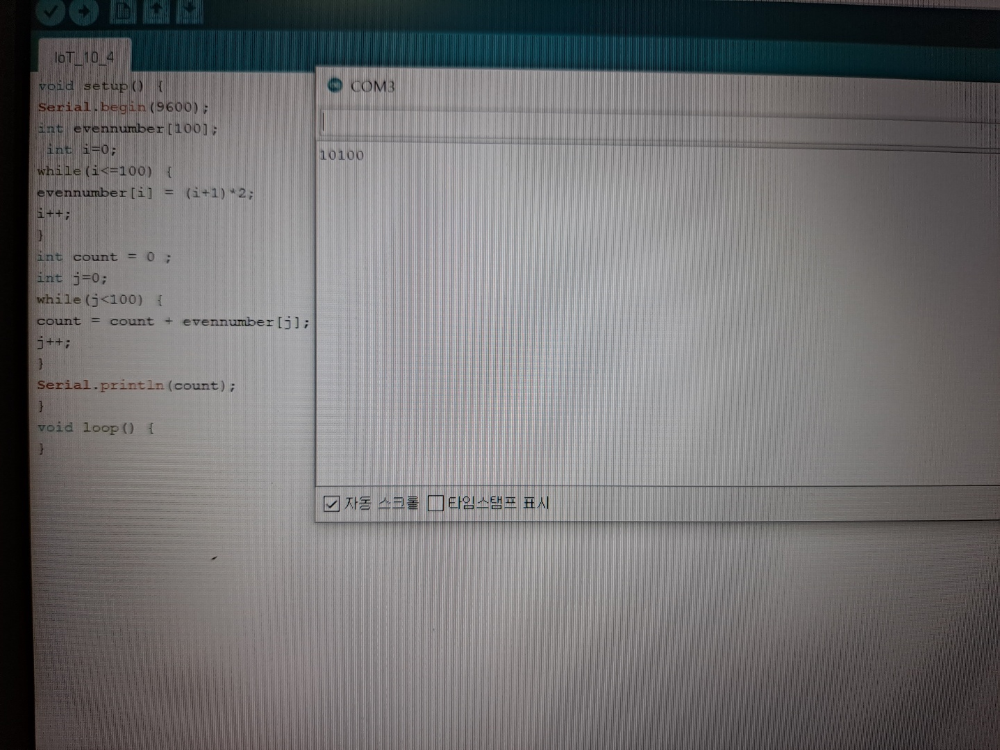 IoT_10_4
void setup() {
Serial.begin(9600);
int evennumber[100];
int i=0;
while(i<=100) {
evennumber[i] = (i+1)*2;
i++;
}
int count = 0 ;
int j=0;
while(j<100) {
count = count + evennumber[j];
j++;
}
Serial.println(count);
}
void loop() {
}
COM3
10100
자동 스크롤 타임스탬프 표시